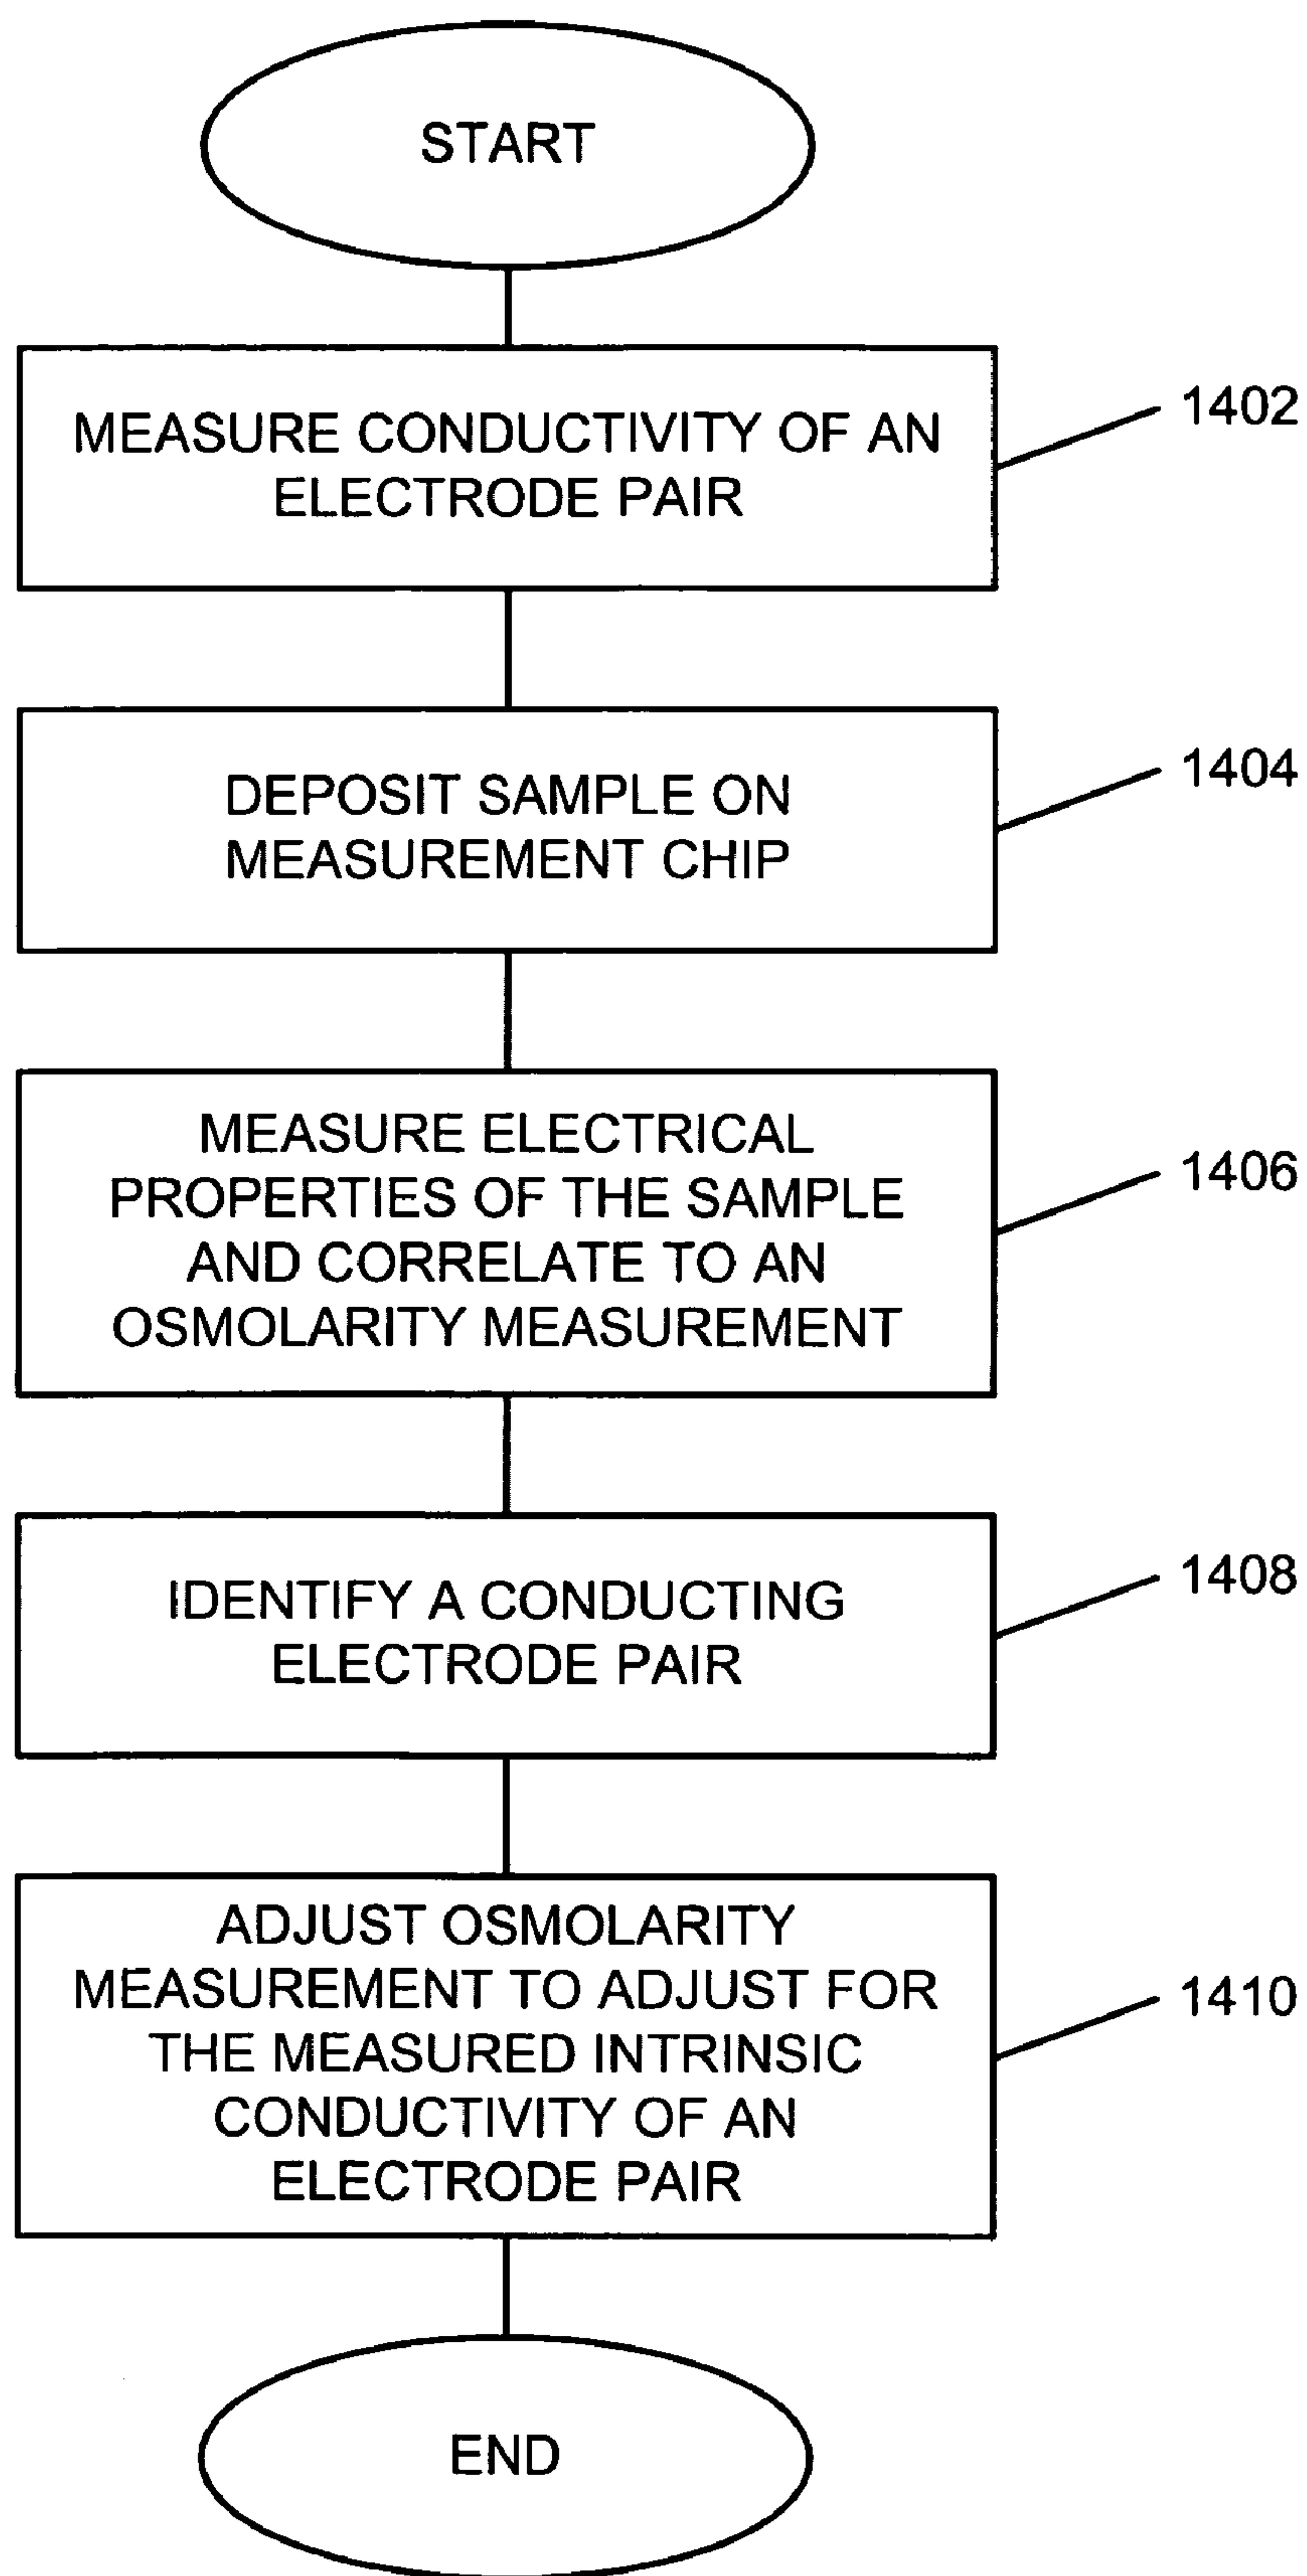 START
MEASURE CONDUCTIVITY OF AN
ELECTRODE PAIR
1402
DEPOSIT SAMPLE ON
MEASUREMENT CHIP
1404
MEASURE ELECTRICAL
PROPERTIES OF THE SAMPLE
AND CORRELATE TO AN
OSMOLARITY MEASUREMENT
1406
IDENTIFY A CONDUCTING
ELECTRODE PAIR
1408
ADJUST OSMOLARITY
MEASUREMENT TO ADJUST FOR
THE MEASURED INTRINSIC
CONDUCTIVITY OF AN
ELECTRODE PAIR
1410
END